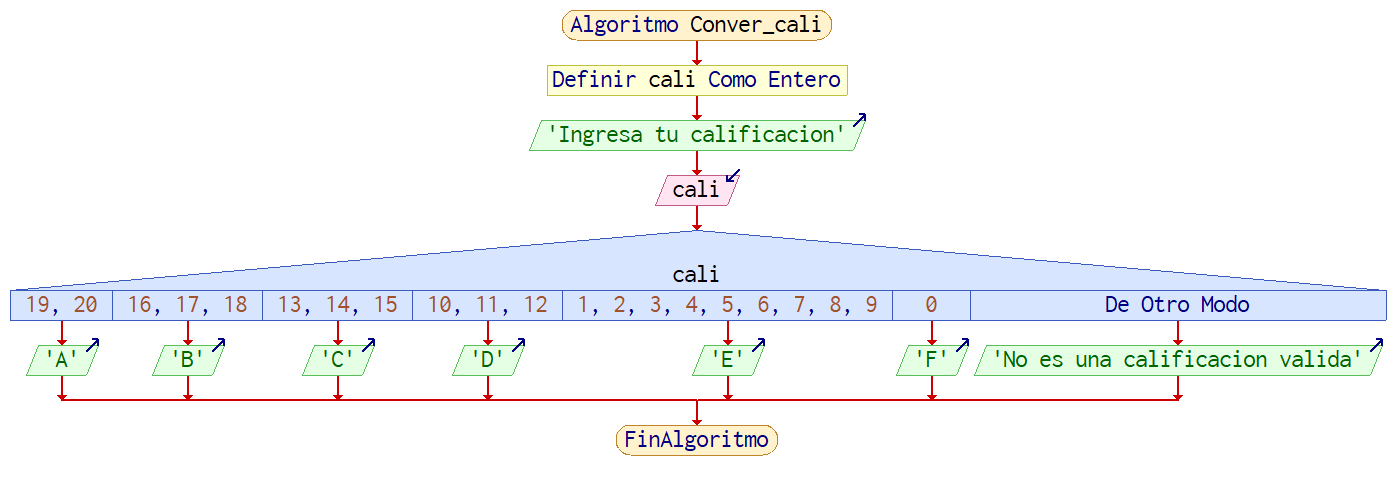 Algoritmo Conver_cali
Definir cali Como Entero
'Ingresa tu calificacion'
cali
cali
19, 20
16, 17, 18
13, 14, 15
10, 11, 12
1, 2, 3, 4, 5, 6, 7, 8, 9
0
De Otro Modo
'A'
'B'
'C'
'D'
'E'
'F'
'No es una calificacion valida'
FinAlgoritmo